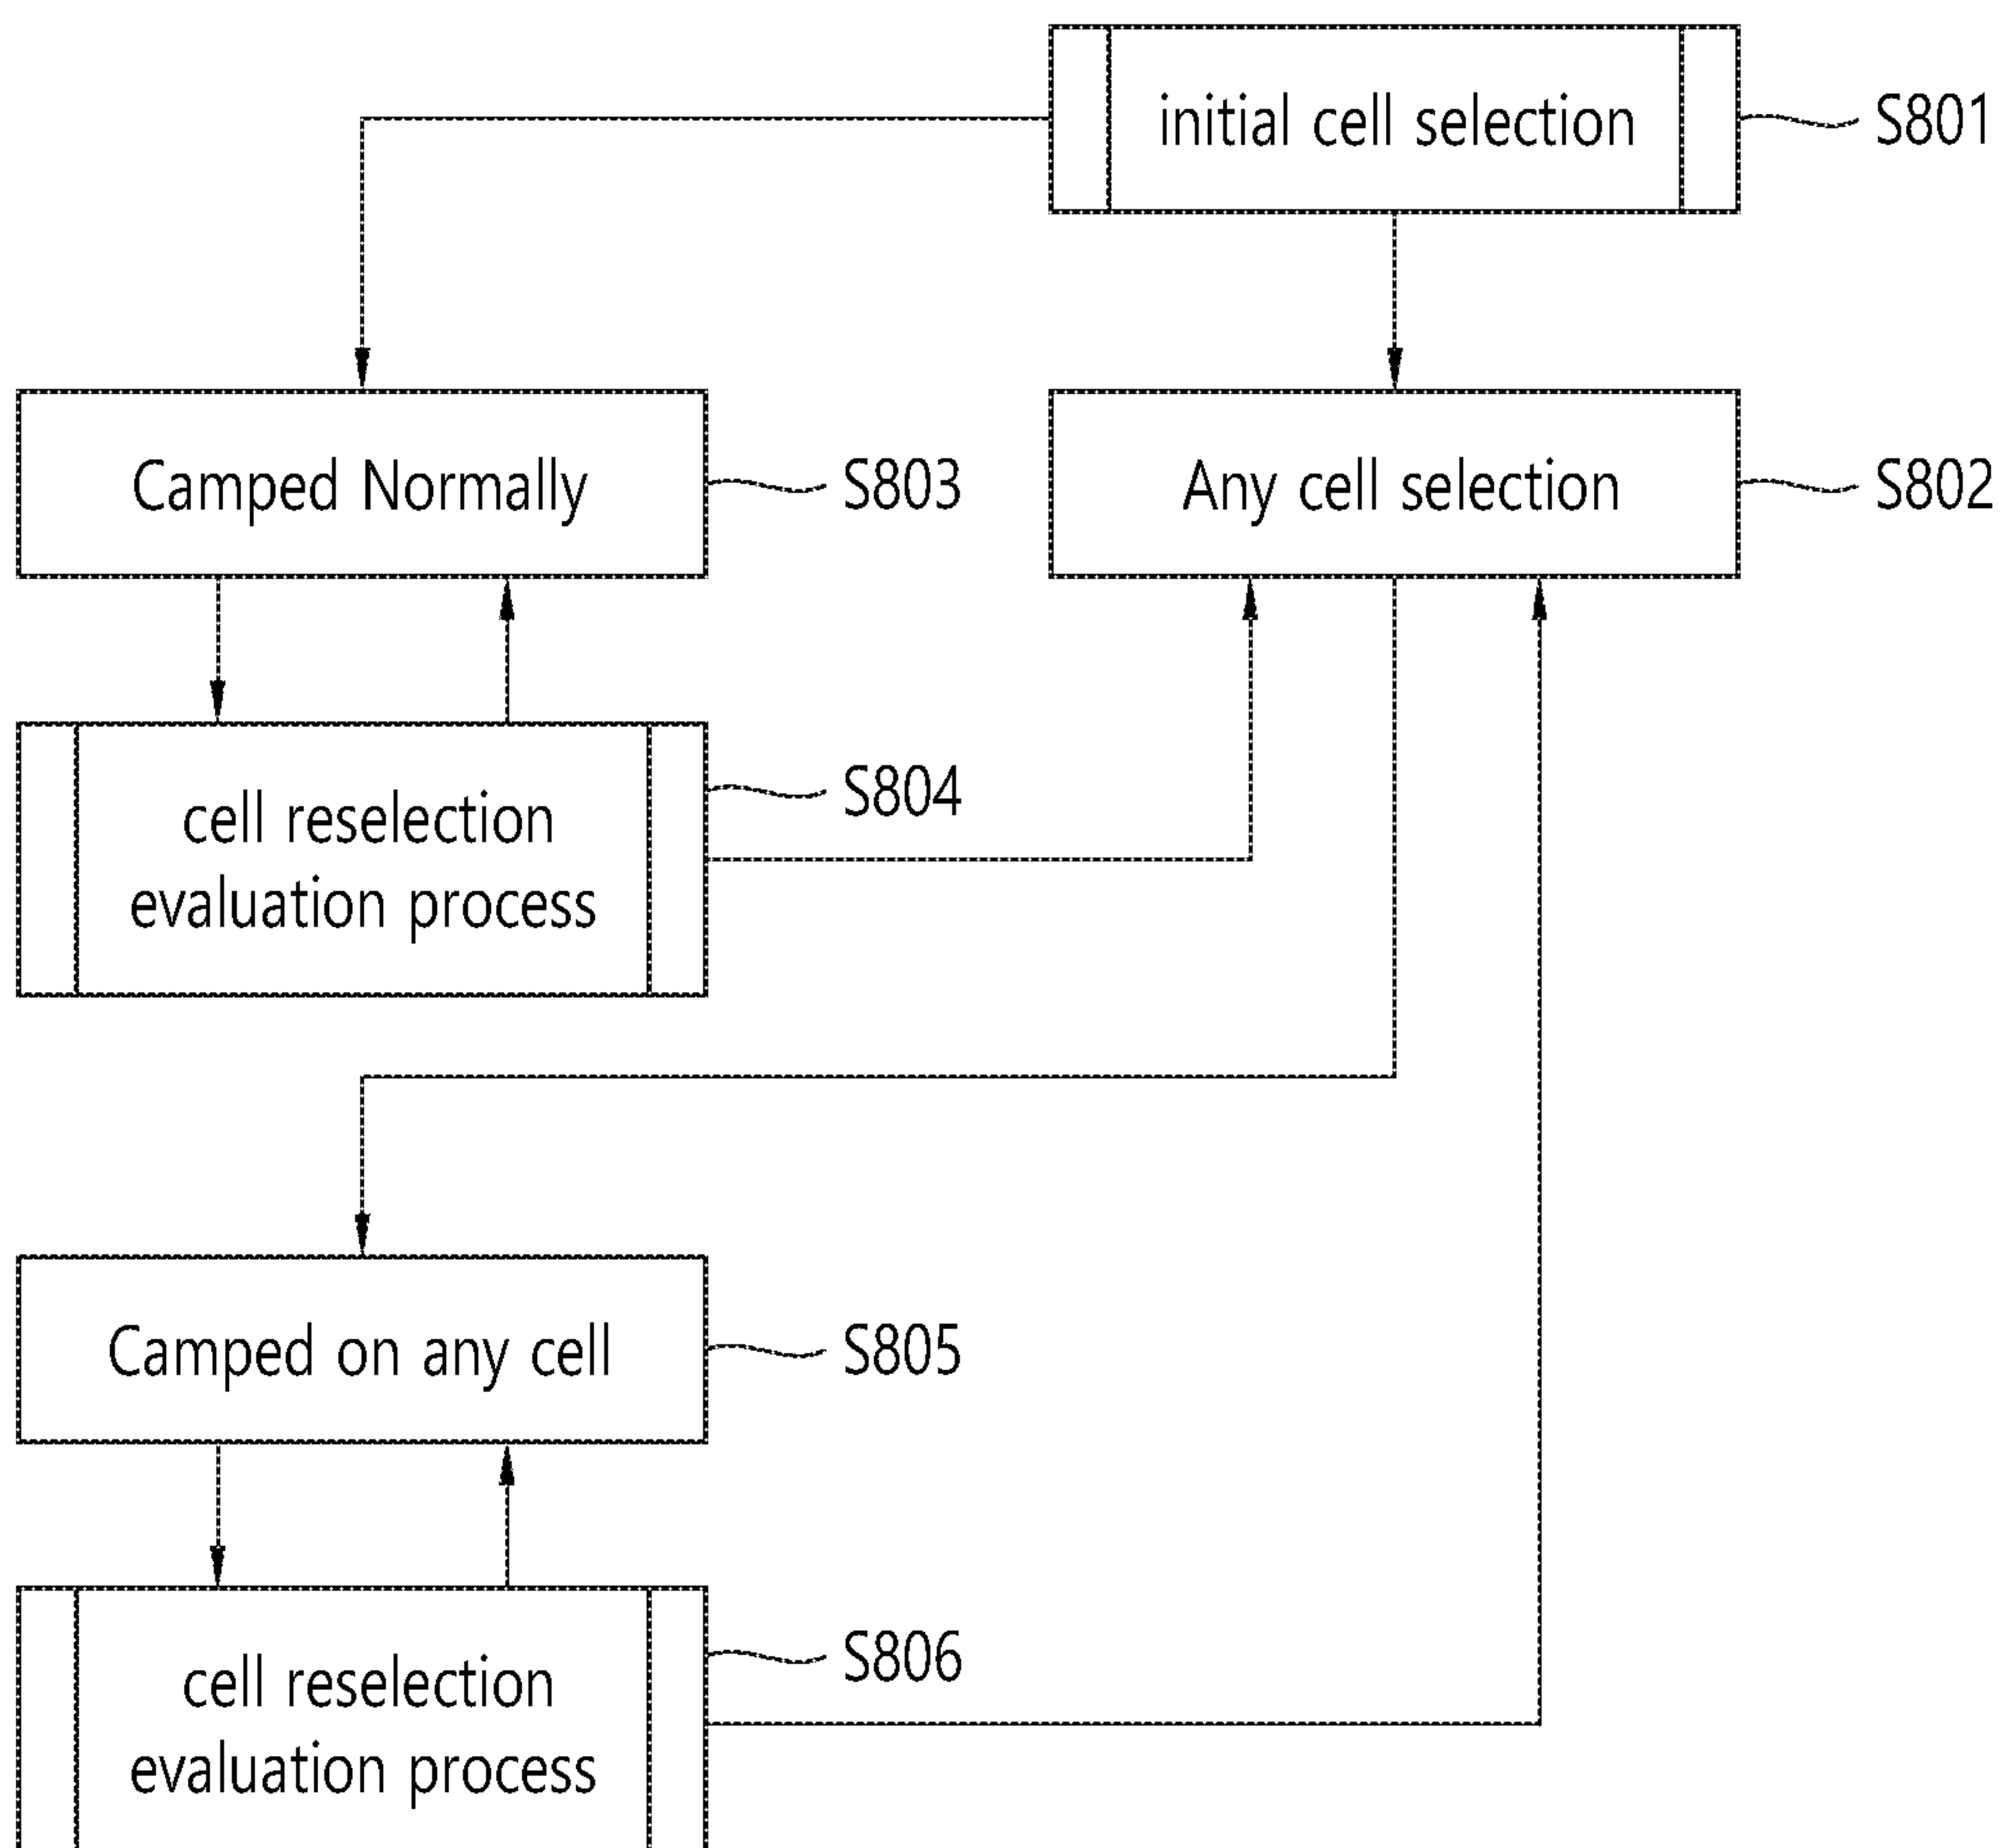 initial cell selection
S801
Camped Normally
S803
Any cell selection
S802
cell reselection
evaluation process
S804
Camped on any cell
S805
cell reselection
evaluation process
S806